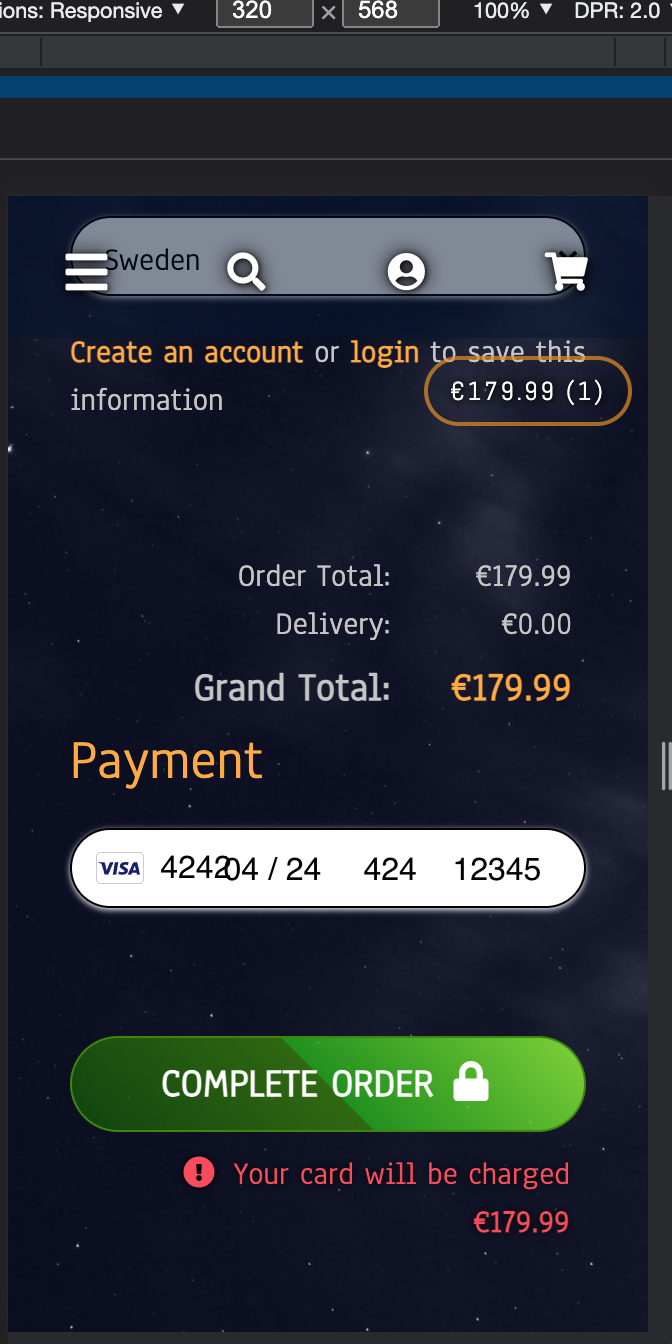 ions: Responsive ▼ 320 × 568 100% ▼ DPR: 2.0
Sweden
Create an account or login to save this
information
€179.99 (1)
Order Total: €179.99
Delivery: €0.00
Grand Total: €179.99
Payment
VISA 4242 04 / 24 424 12345
COMPLETE ORDER
Your card will be charged
€179.99